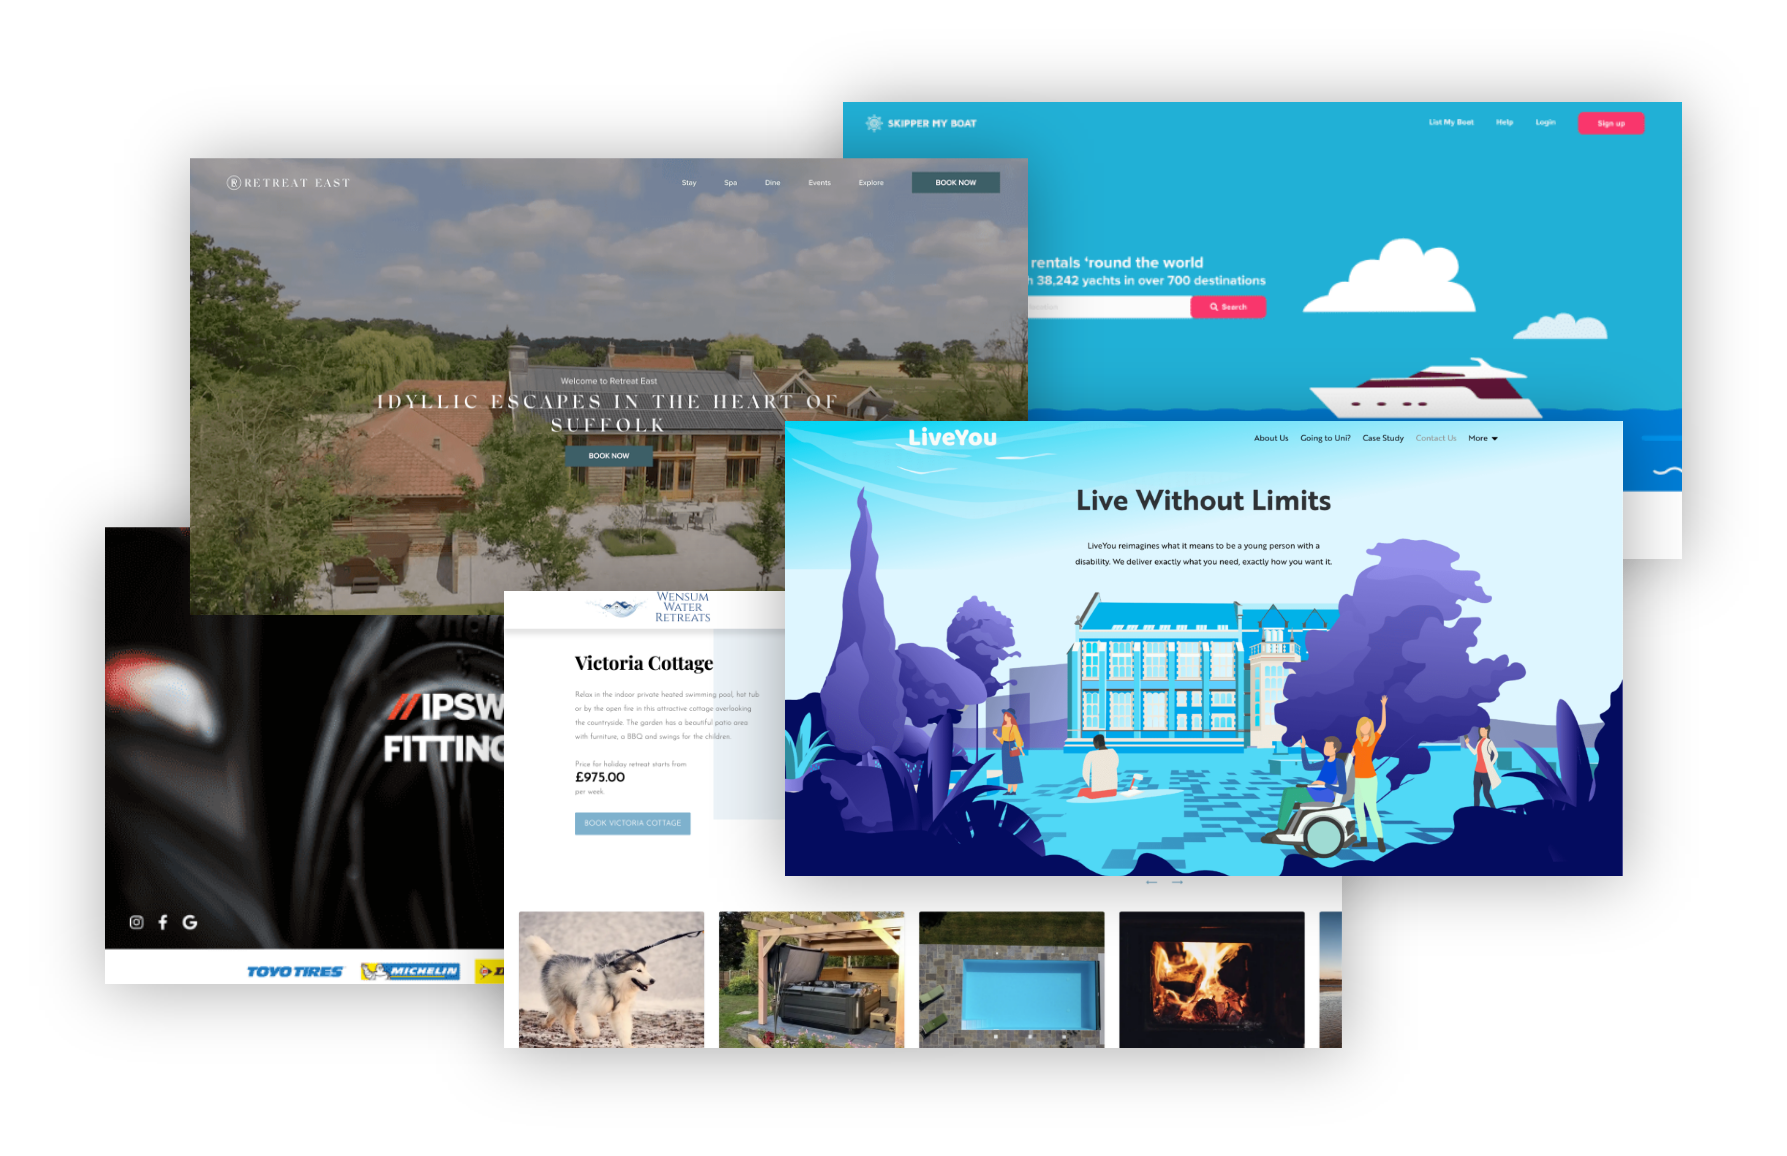 SKIPPER MY BOAT
List My Boat Help Login Sign up
rentals ‘round the world
38,242 yachts in over 700 destinations
Search
RETREAT EAST
Stay Spa Dine Events Explore BOOK NOW
Welcome to Retreat East
IDYLLIC ESCAPES IN THE HEART OF
SUFFOLK
BOOK NOW
LiveYou
About Us Going to Uni? Case Study Contact Us More
Live Without Limits
LiveYou reimagines what it means to be a young person with a
disability. We deliver exactly what you need, exactly how you want it.
//IPSW
FITTING
TOYO TIRES MICHELIN
WENSUM
WATER
RETREATS
Victoria Cottage
Relax in the indoor private heated swimming pool, hot tub
or by the open fire in this attractive cottage overlooking
the countryside. The garden has a beautiful patio area
with furniture, a BBQ and swings for the children.
Price for holiday retreat starts from
£975.00
per week.
BOOK VICTORIA COTTAGE